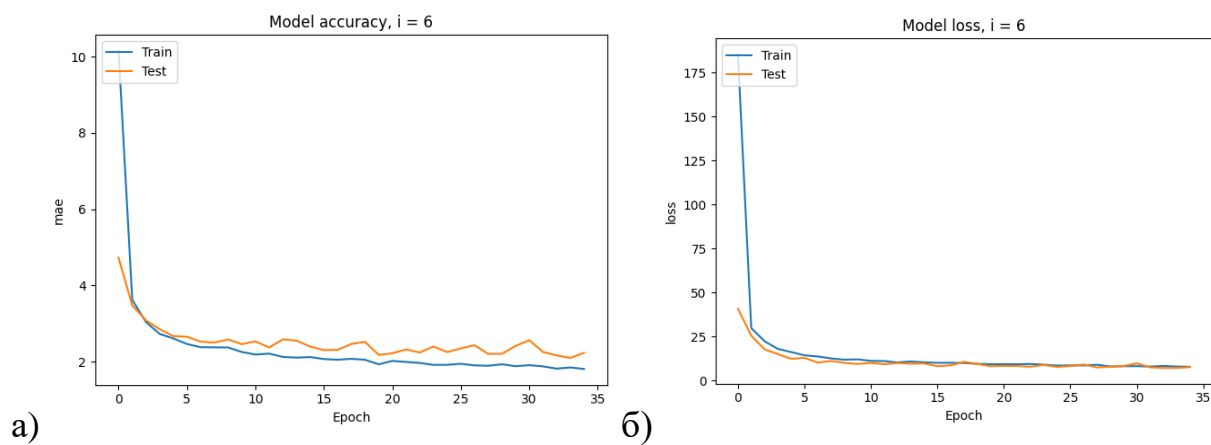 Model accuracy, i = 6
Train
Test
10
8
6
4
2
mae
0 5 10 15 20 25 30 35
Epoch
а)
Model loss, i = 6
Train
Test
175
150
125
100
75
50
25
0
loss
0 5 10 15 20 25 30 35
Epoch
б)